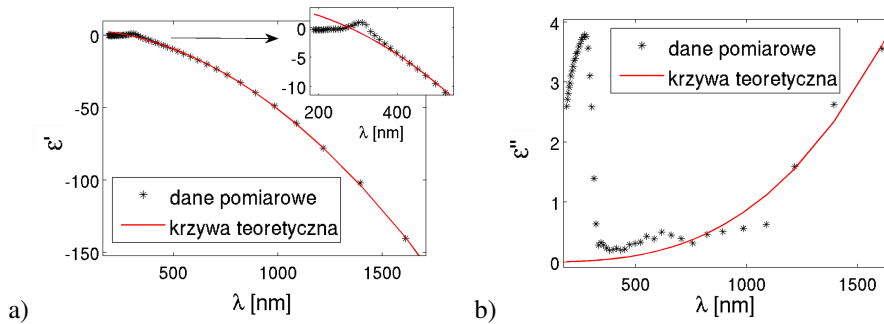 0
-50
-100
-150
ε'
500
1000
1500
λ [nm]
dane pomiarowe
krzywa teoretyczna
0
-5
-10
200
400
λ [nm]
a)
4
3
2
1
0
ε''
500
1000
1500
λ [nm]
dane pomiarowe
krzywa teoretyczna
b)